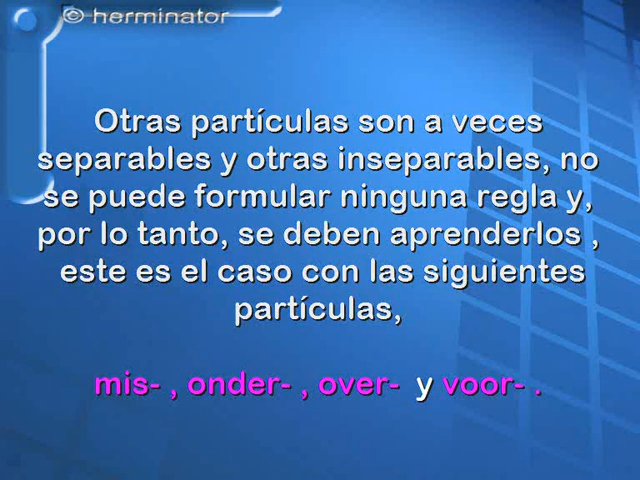 © herminator
Otras partículas son a veces
separables y otras inseparables, no
se puede formular ninguna regla y,
por lo tanto, se deben aprenderlos ,
este es el caso con las siguientes
partículas,
mis- , onder- , over- y voor- .